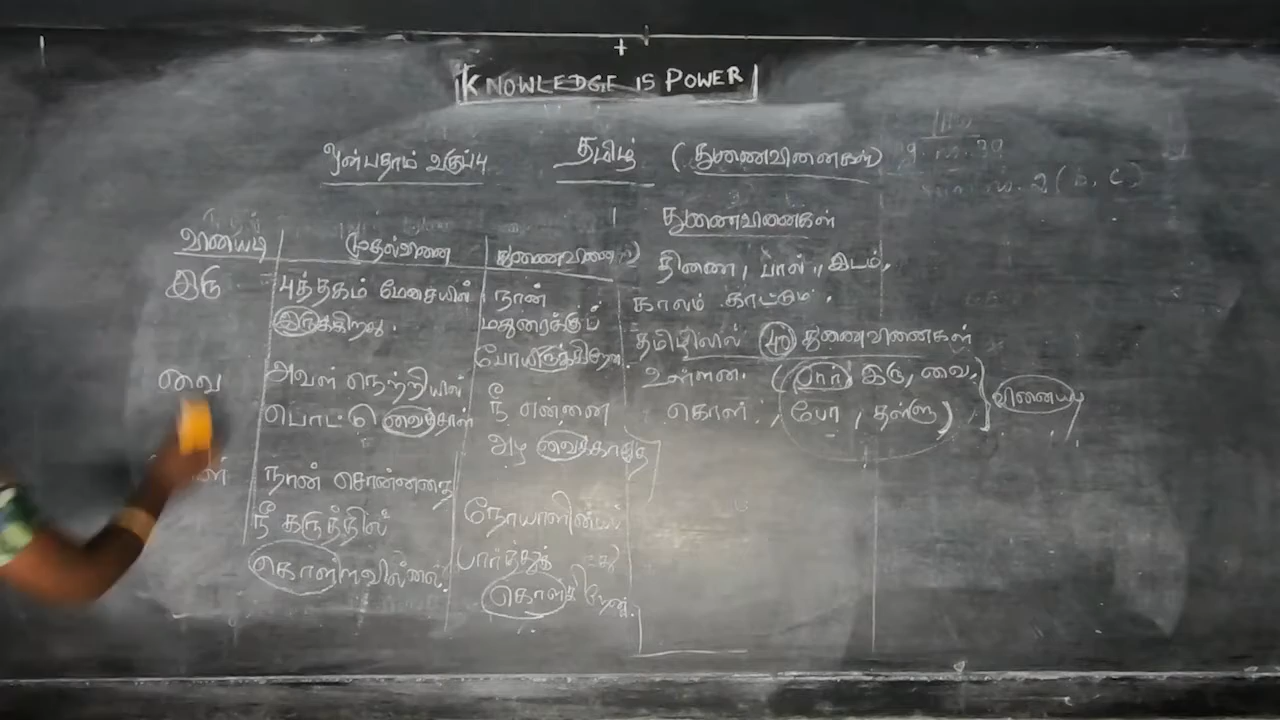 KNOWLEDGE IS POWER
ஒன்பதாம் வகுப்பு தமிழ் (துணைவினைகள்)
வினையடி முதல்வினை துணைவினை
இரு புத்தகம் மேசையில் இருக்கிறது.
நான் மதுரைக்குப் போயிருக்கிறேன்.
வை அவள் நெற்றியில் பொட்டு வைத்தாள்
நீ என்னை அழ வைக்காதே
நான் சொன்னதை நீ கருத்தில் கொள்ளவில்லை.
பார்த்துக் கொள்கிறேன்.
துணைவினைகள்
திணை, பால், இடம்,
காலம் காட்டும்.
தமிழில் 40 துணைவினைகள்
உள்ளன. (பார், இரு, வை,
கொள், போ, தள்ளு) வினையடி